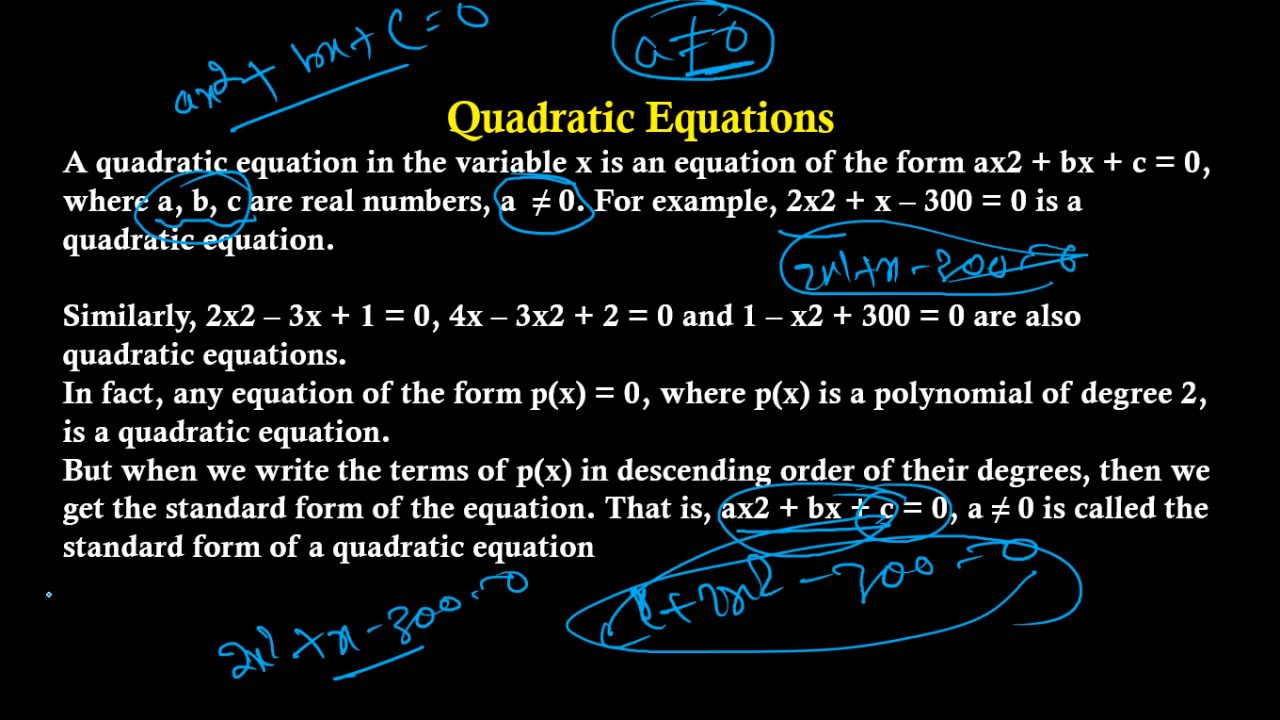 ax² + bx + C = 0
a ≠ 0
Quadratic Equations
A quadratic equation in the variable x is an equation of the form ax2 + bx + c = 0,
where a, b, c are real numbers, a ≠ 0. For example, 2x2 + x – 300 = 0 is a
quadratic equation.
2x² + x - 300 = 0
Similarly, 2x2 – 3x + 1 = 0, 4x – 3x2 + 2 = 0 and 1 – x2 + 300 = 0 are also
quadratic equations.
In fact, any equation of the form p(x) = 0, where p(x) is a polynomial of degree 2,
is a quadratic equation.
But when we write the terms of p(x) in descending order of their degrees, then we
get the standard form of the equation. That is, ax2 + bx + c = 0, a ≠ 0 is called the
standard form of a quadratic equation
2x² + x - 300 = 0
+ 2x² - 300 = 0